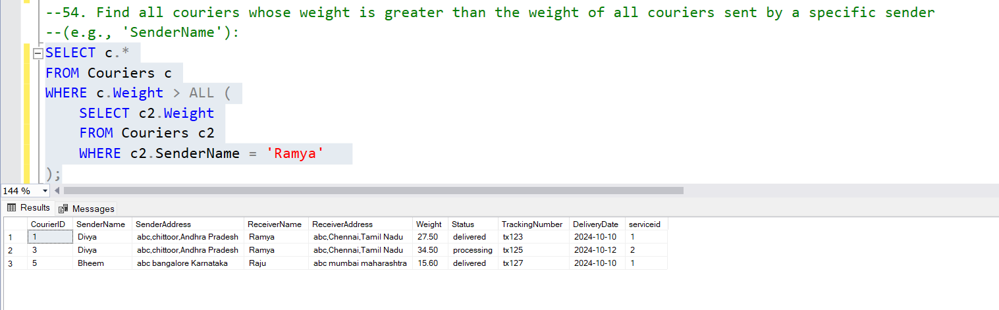 --54. Find all couriers whose weight is greater than the weight of all couriers sent by a specific sender
--(e.g., 'SenderName'):
SELECT c.*
FROM Couriers c
WHERE c.Weight > ALL (
SELECT c2.Weight
FROM Couriers c2
WHERE c2.SenderName = 'Ramya'
);
144 %
Results Messages
CourierID SenderName SenderAddress ReceiverName ReceiverAddress Weight Status TrackingNumber DeliveryDate serviceid
1 1 Divya abc,chittoor,Andhra Pradesh Ramya abc,Chennai,Tamil Nadu 27.50 delivered tx123 2024-10-10 1
2 3 Divya abc,chittoor,Andhra Pradesh Ramya abc,Chennai,Tamil Nadu 34.50 processing tx125 2024-10-12 2
3 5 Bheem abc bangalore Karnataka Raju abc mumbai maharashtra 15.60 delivered tx127 2024-10-10 1